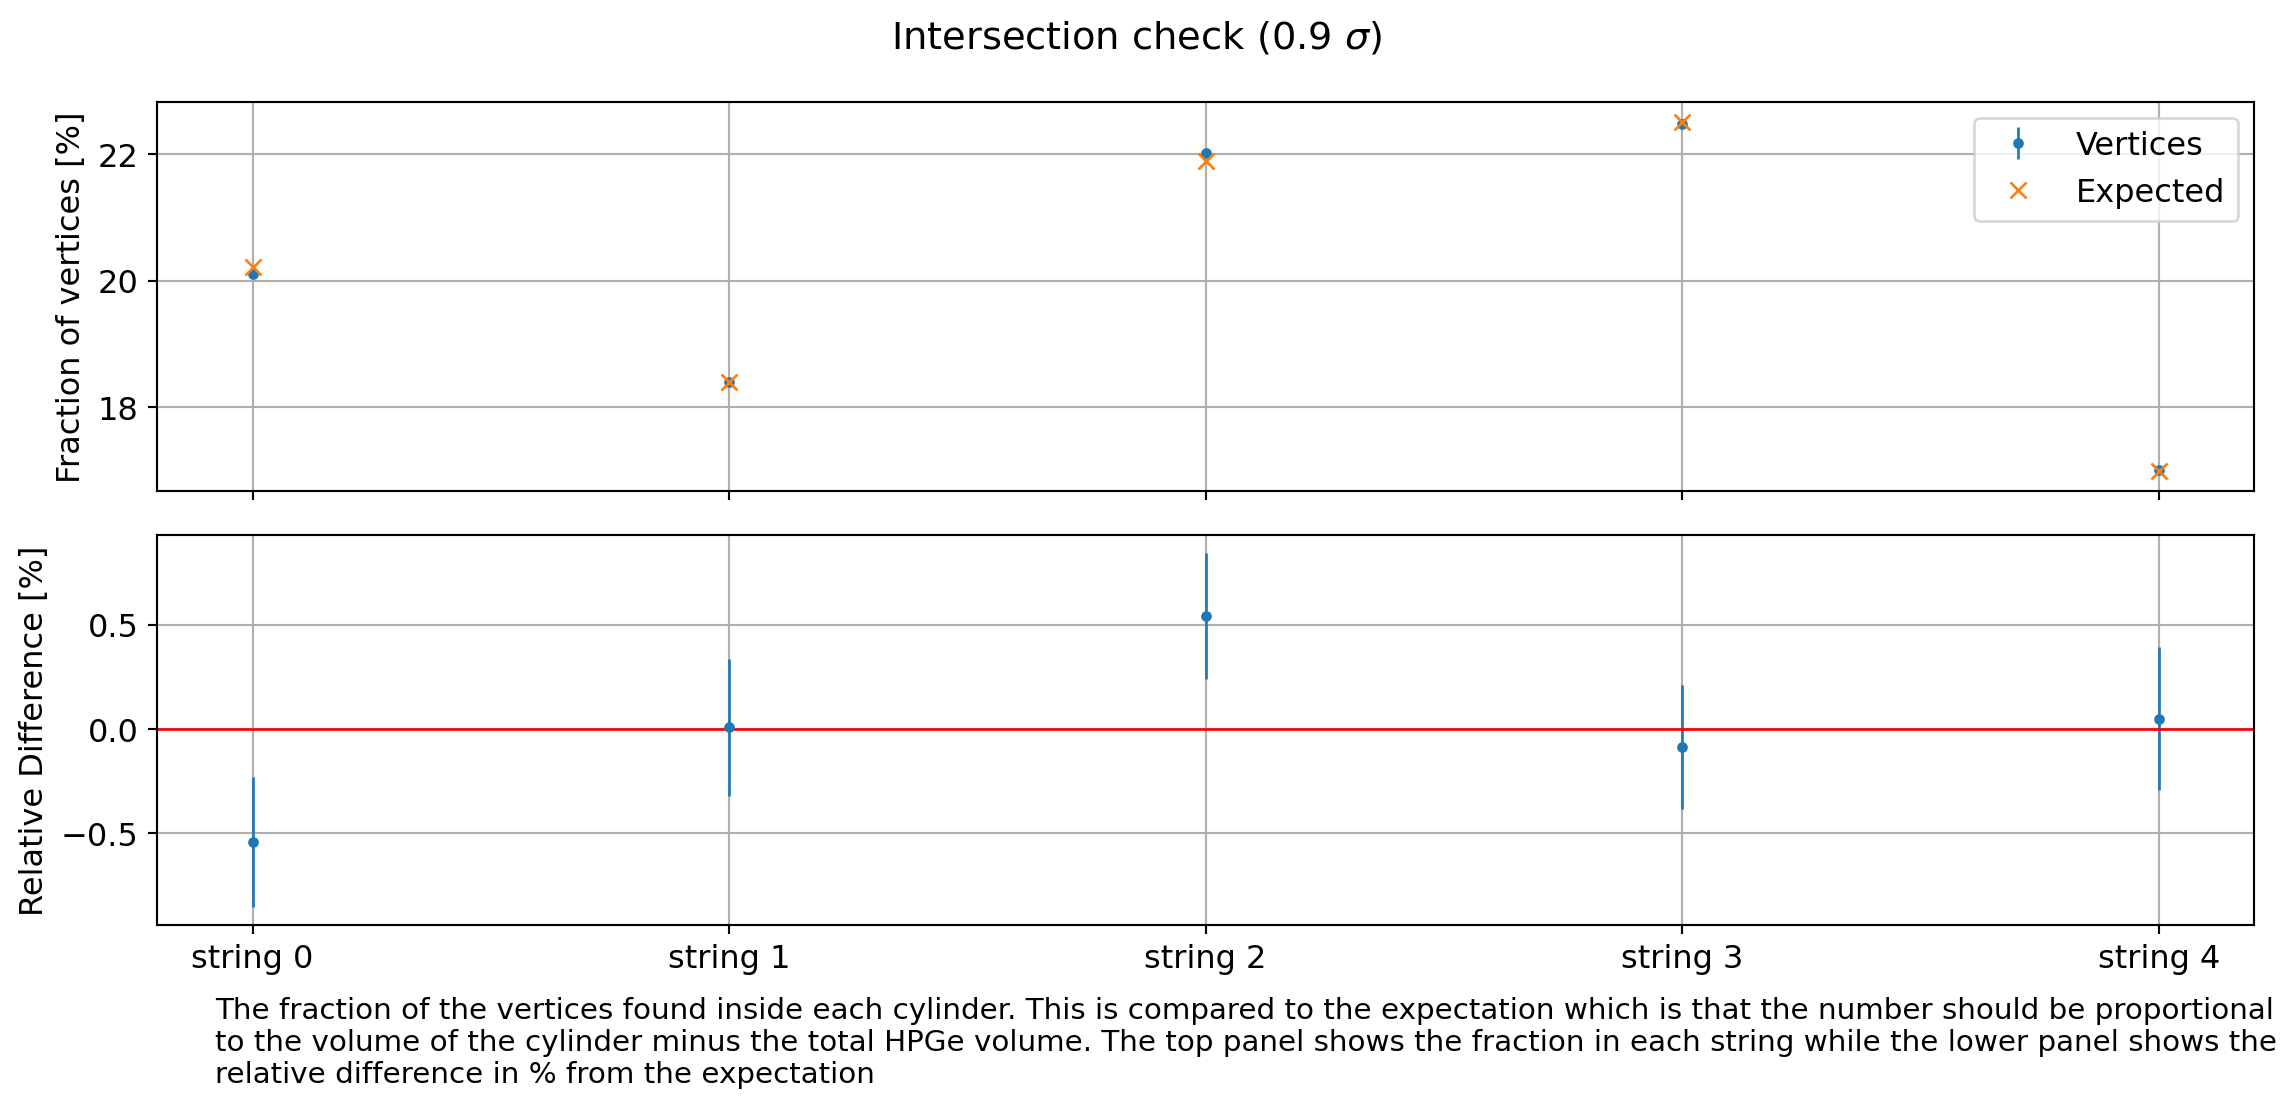 Intersection check (0.9 σ)
Fraction of vertices [%]
22
20
18
Vertices
Expected
Relative Difference [%]
0.5
0.0
−0.5
string 0
string 1
string 2
string 3
string 4
The fraction of the vertices found inside each cylinder. This is compared to the expectation which is that the number should be proportional
to the volume of the cylinder minus the total HPGe volume. The top panel shows the fraction in each string while the lower panel shows the
relative difference in % from the expectation